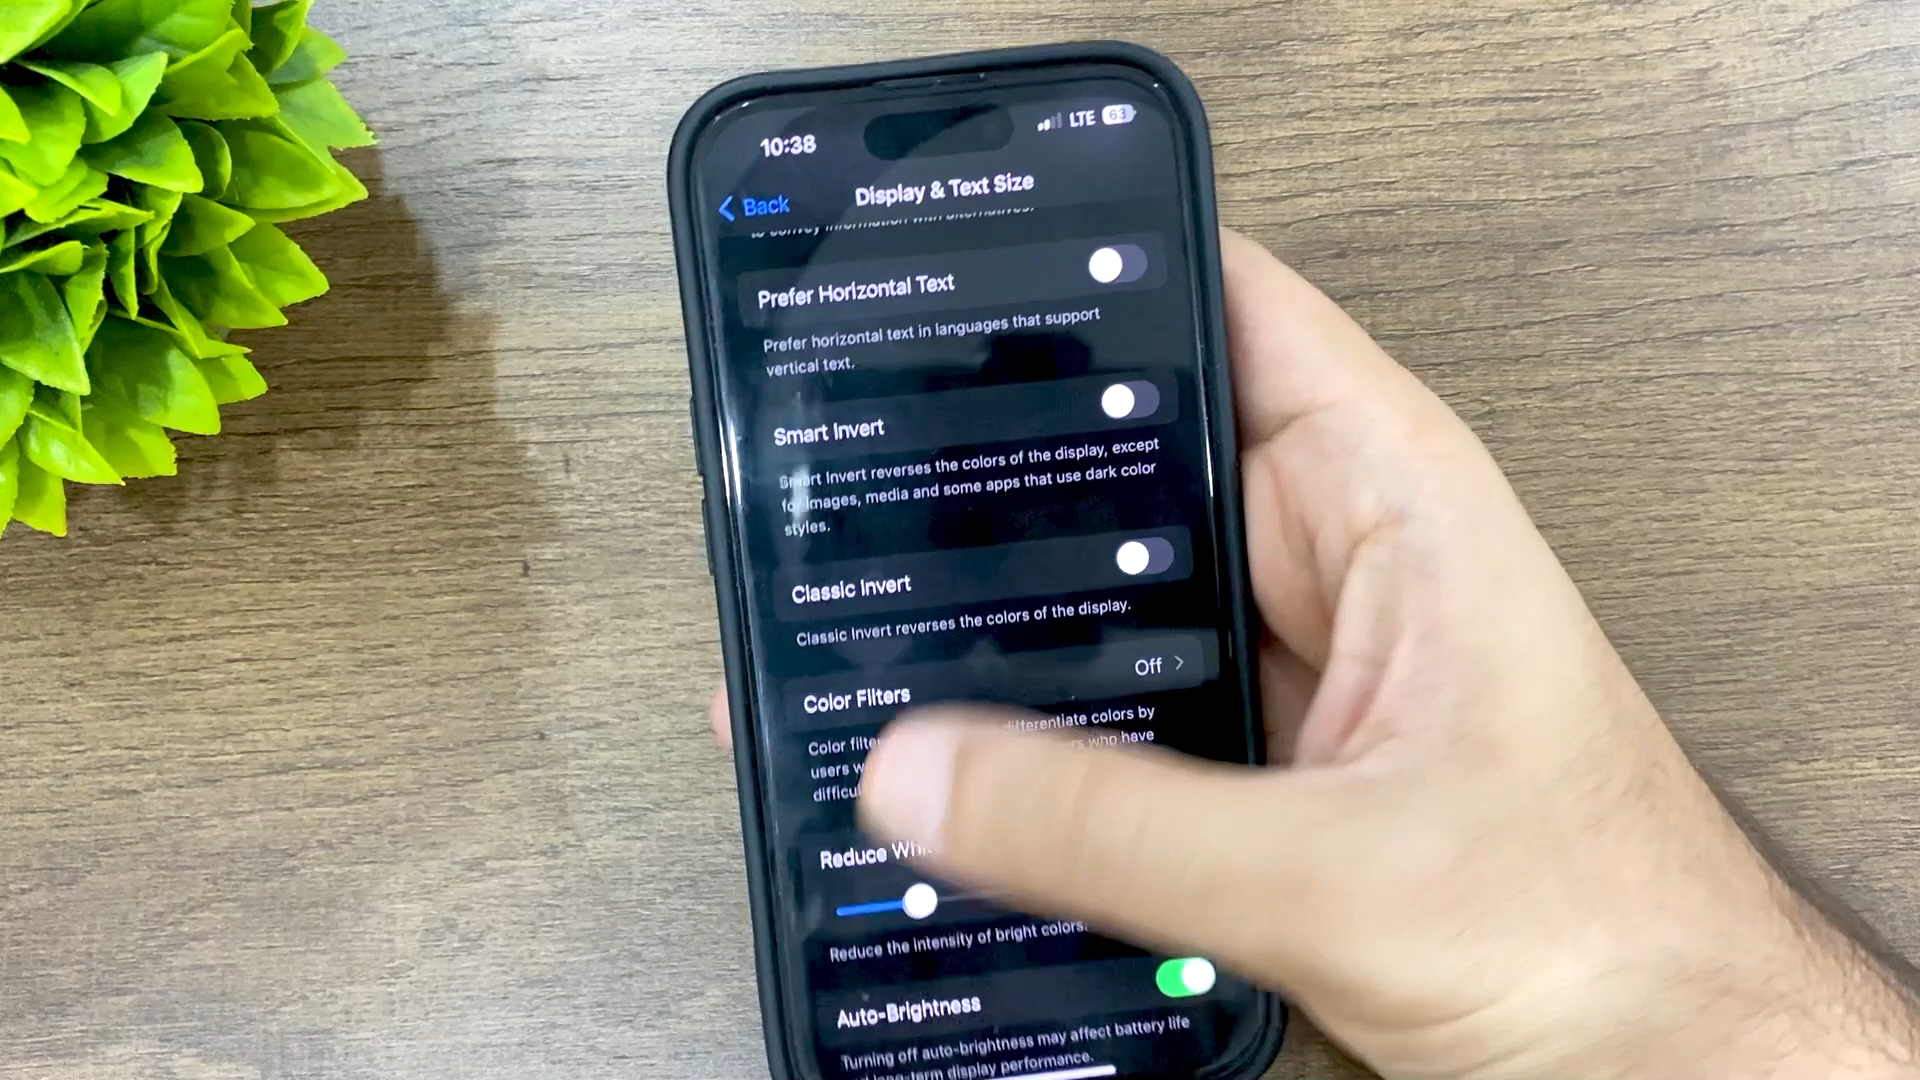 10:38
LTE 63
Back
Display & Text Size
to convey information with alternatives.
Prefer Horizontal Text
Prefer horizontal text in languages that support
vertical text.
Smart Invert
Smart Invert reverses the colors of the display, except
for images, media and some apps that use dark color
styles.
Classic Invert
Classic Invert reverses the colors of the display.
Color Filters
Off
Color differentiate colors by
users who have
Reduce
Reduce the intensity of bright colors.
Auto-Brightness
Turning off auto-brightness may affect battery life
long-term display performance.